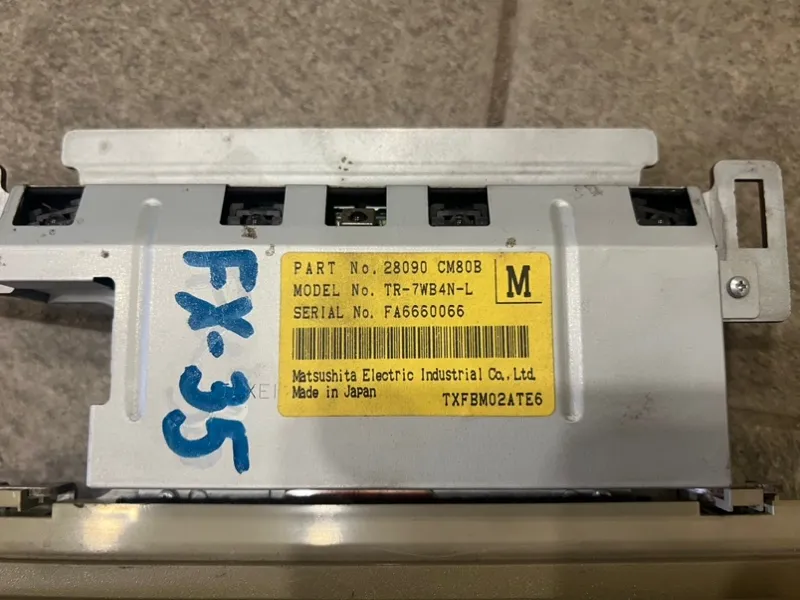 FX-35
PART No. 28090 CM80B
MODEL No. TR-7WB4N-L
SERIAL No. FA6660066
M
Matsushita Electric Industrial Co., Ltd.
Made in Japan
TXFBM02ATE6